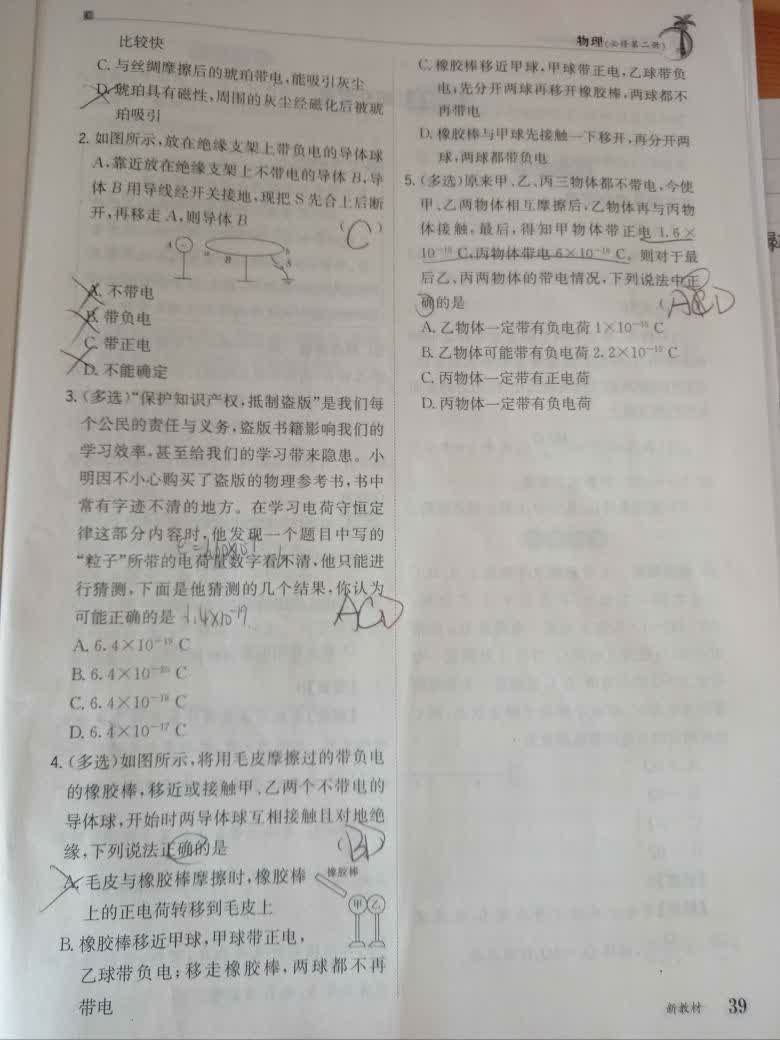 物理(必修第二册)
比较快
C. 与丝绸摩擦后的琥珀带电,能吸引灰尘
D. 琥珀具有磁性,周围的灰尘经磁化后被琥
珀吸引
2. 如图所示,放在绝缘支架上带负电的导体球
A,靠近放在绝缘支架上不带电的导体 B,导
体 B 用导线经开关接地,现把 S 先合上后断
开,再移走 A,则导体 B
(C)
A
B
S
A. 不带电
B. 带负电
C. 带正电
D. 不能确定
3. (多选)“保护知识产权,抵制盗版”是我们每
个公民的责任与义务,盗版书籍影响我们的
学习效率,甚至给我们的学习带来隐患。小
明因不小心购买了盗版的物理参考书,书中
常有字迹不清的地方。在学习电荷守恒定
律这部分内容时,他发现一个题目中写的
“粒子”所带的电荷量数字看不清,他只能进
行猜测,下面是他猜测的几个结果,你认为
可能正确的是
ACD
A. 6.4×10⁻¹⁸ C
B. 6.4×10⁻²⁰ C
C. 6.4×10⁻¹⁹ C
D. 6.4×10⁻¹⁷ C
4. (多选)如图所示,将用毛皮摩擦过的带负电
的橡胶棒,移近或接触甲、乙两个不带电的
导体球,开始时两导体球互相接触且对地绝
缘,下列说法正确的是
(BD)
A. 毛皮与橡胶棒摩擦时,橡胶棒
上的正电荷转移到毛皮上
橡胶棒
甲 乙
B. 橡胶棒移近甲球,甲球带正电,
乙球带负电;移走橡胶棒,两球都不再
带电
C. 橡胶棒移近甲球,甲球带正电,乙球带负
电,先分开两球再移开橡胶棒,两球都不
再带电
D. 橡胶棒与甲球先接触一下移开,再分开两
球,两球都带负电
5. (多选)原来甲、乙、丙三物体都不带电,今使
甲、乙两物体相互摩擦后,乙物体再与丙物
体接触,最后,得知甲物体带正电 1.6×
10⁻¹⁵ C,丙物体带电 6×10⁻¹⁶ C。则对于最
后乙、丙两物体的带电情况,下列说法中正
确的是
A. 乙物体一定带有负电荷 1×10⁻¹⁵ C
B. 乙物体可能带有负电荷 2.2×10⁻¹⁵ C
C. 丙物体一定带有正电荷
D. 丙物体一定带有负电荷
新教材 39